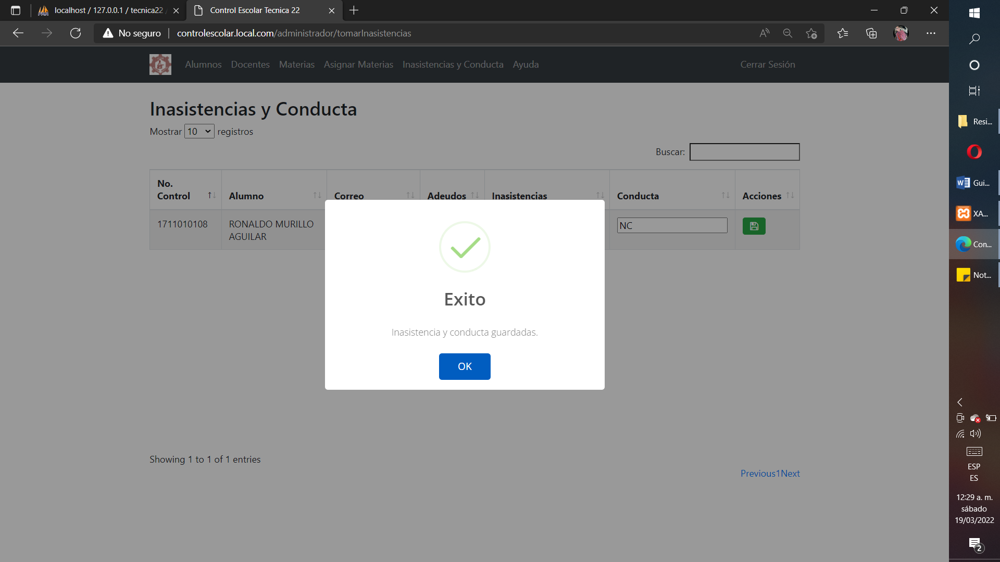 localhost / 127.0.0.1 / tecnica22 /
Control Escolar Tecnica 22
No seguro
controlescolar.local.com/administrador/tomarInasistencias
Alumnos Docentes Materias Asignar Materias Inasistencias y Conducta Ayuda Cerrar Sesión
Inasistencias y Conducta
Mostrar 10 registros
Buscar:
No. Control Alumno Correo Adeudos Inasistencias Conducta Acciones
1711010108 RONALDO MURILLO AGUILAR NC
Exito
Inasistencia y conducta guardadas.
OK
Showing 1 to 1 of 1 entries
Previous1Next
Resi...
Gui...
XA...
Con...
Not...
ESP
ES
12:29 a. m.
sábado
19/03/2022
2